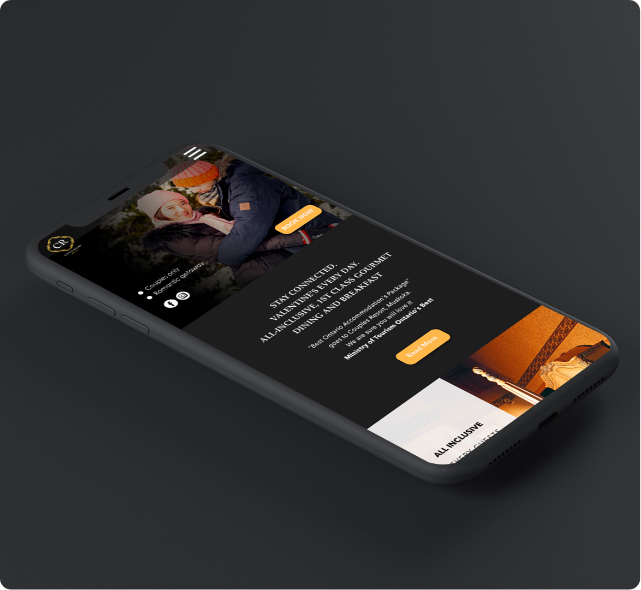 CR
BOOK NOW
Couples only
Romantic getaway
STAY CONNECTED.
VALENTINE'S EVERY DAY.
ALL-INCLUSIVE, 1ST CLASS GOURMET
DINING AND BREAKFAST
"Best Ontario Accommodation's Package"
goes to Couples Resort, Muskoka.
We are sure you will love it
Ministry of Tourism Ontario's Best
Read More
ALL INCLUSIVE